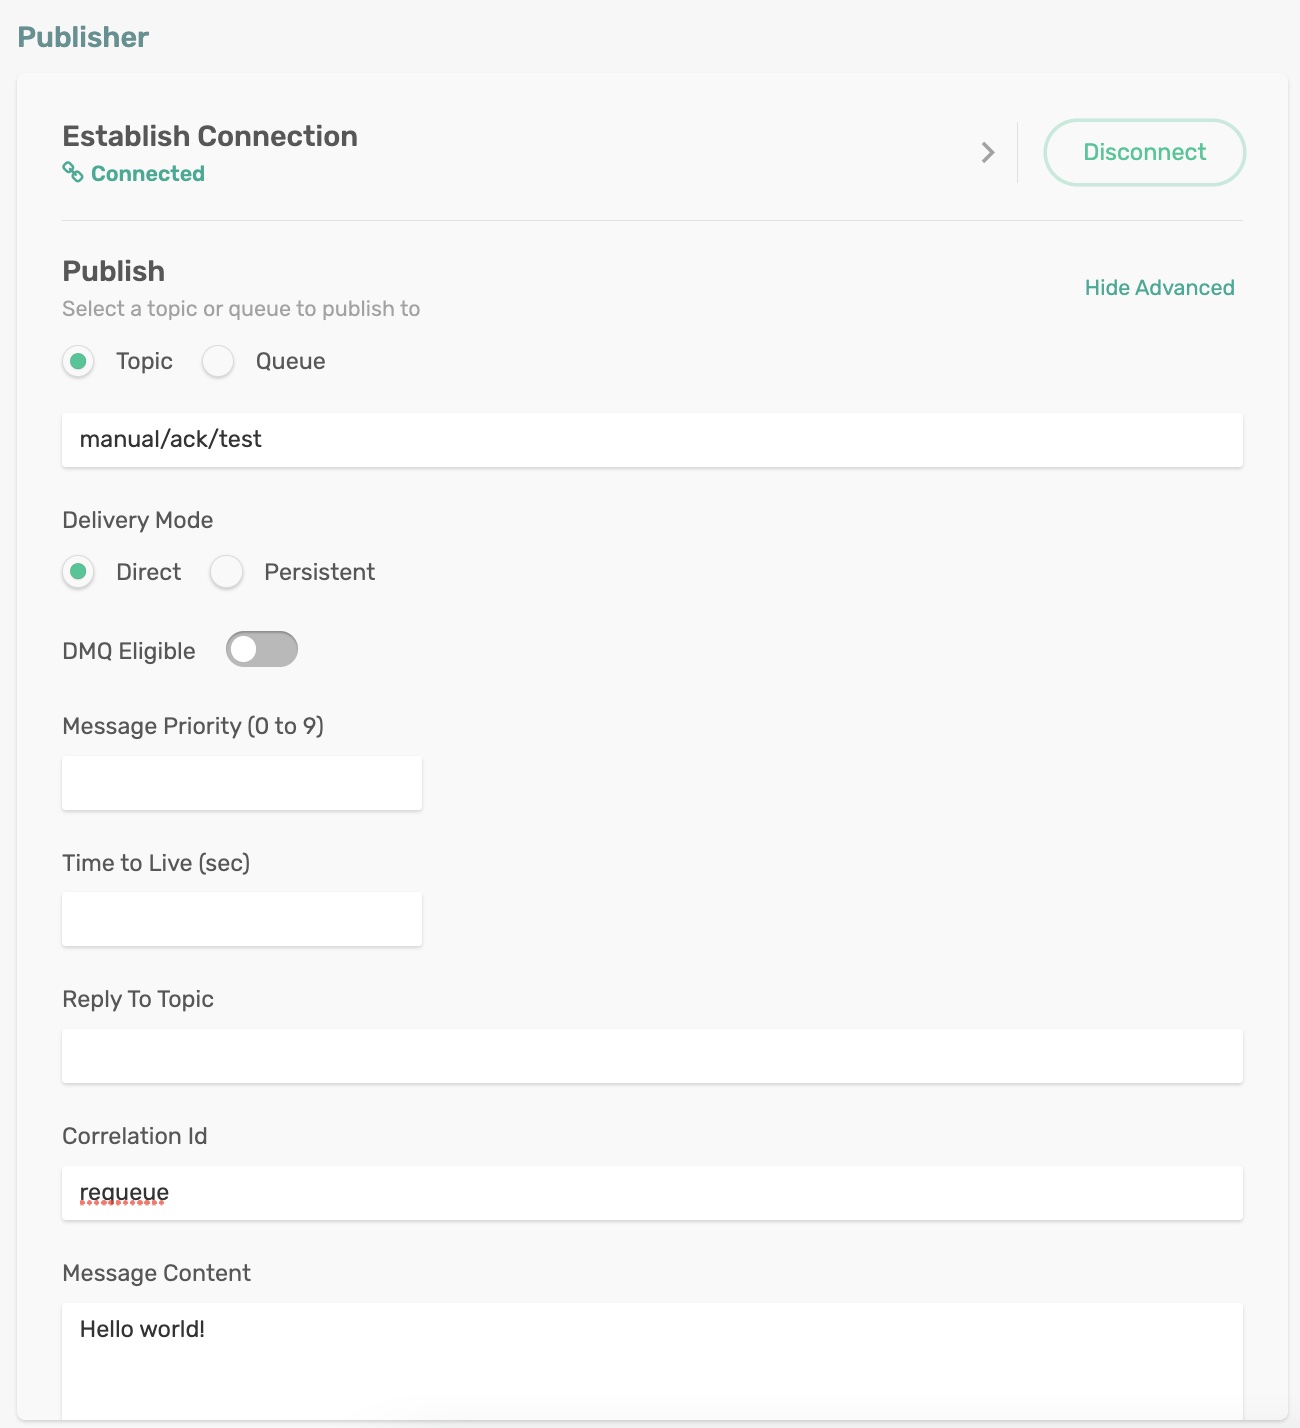 Publisher
Establish Connection
Connected
Disconnect
Publish
Select a topic or queue to publish to
Hide Advanced
Topic Queue
manual/ack/test
Delivery Mode
Direct Persistent
DMQ Eligible
Message Priority (0 to 9)
Time to Live (sec)
Reply To Topic
Correlation Id
requeue
Message Content
Hello world!